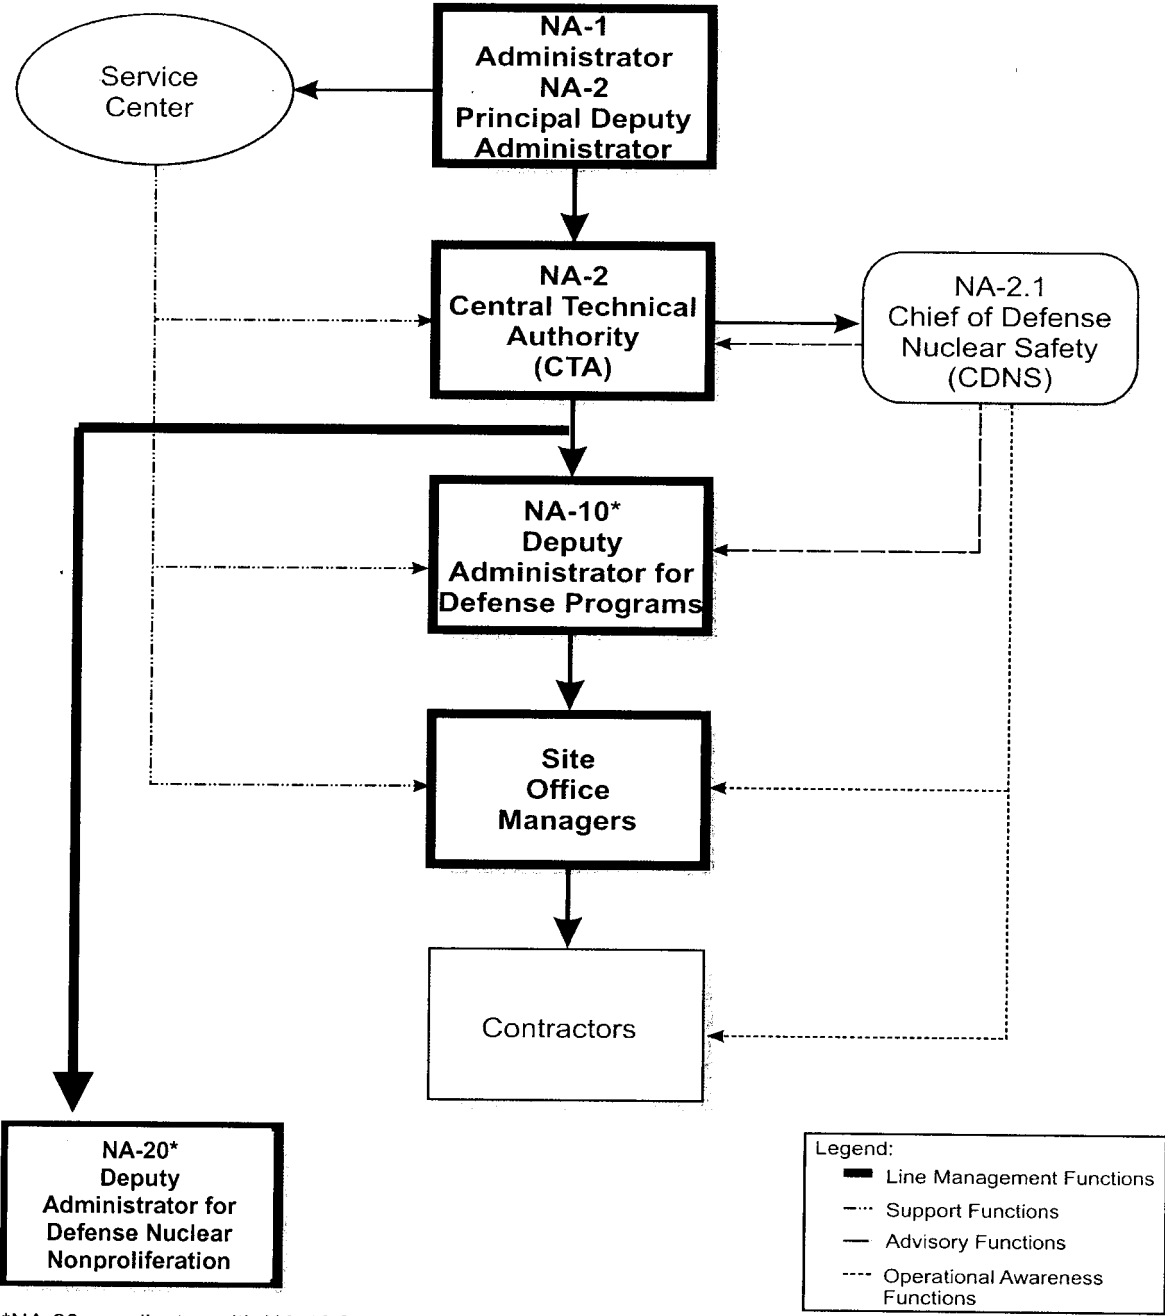 NA-1
Administrator
NA-2
Principal Deputy
Administrator
Service
Center
NA-2
Central Technical
Authority
(CTA)
NA-2.1
Chief of Defense
Nuclear Safety
(CDNS)
NA-10*
Deputy
Administrator for
Defense Programs
Site
Office
Managers
Contractors
NA-20*
Deputy
Administrator for
Defense Nuclear
Nonproliferation
Legend:
Line Management Functions
Support Functions
Advisory Functions
Operational Awareness
Functions